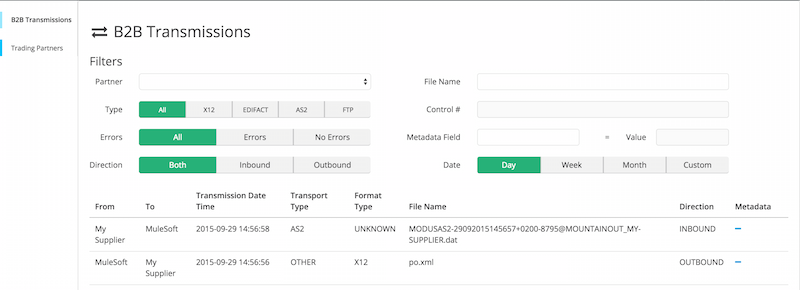 B2B Transmissions
Trading Partners
B2B Transmissions
Filters
Partner
File Name
Type All X12 EDIFACT AS2 FTP
Control #
Errors All Errors No Errors
Metadata Field = Value
Direction Both Inbound Outbound
Date Day Week Month Custom
From To Transmission Date Time Transport Type Format Type File Name Direction Metadata
My Supplier MuleSoft 2015-09-29 14:56:58 AS2 UNKNOWN MODUSAS2-29092015145657+0200-8795@MOUNTAINOUT_MY-SUPPLIER.dat INBOUND
MuleSoft My Supplier 2015-09-29 14:56:56 OTHER X12 po.xml OUTBOUND